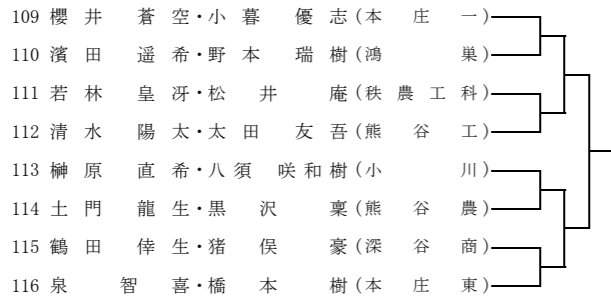 109 櫻井 蒼空・小暮 優志(本庄一)
110 濱田 遥希・野本 瑞樹(鴻巣)
111 若林 皇冴・松井 庵(秩農工科)
112 清水 陽太・太田 友吾(熊谷工)
113 榊原 直希・八須 咲和樹(小川)
114 土門 龍生・黒沢 稟(熊谷農)
115 鶴田 倖生・猪俣 豪(深谷商)
116 泉 智喜・橋本 樹(本庄東)